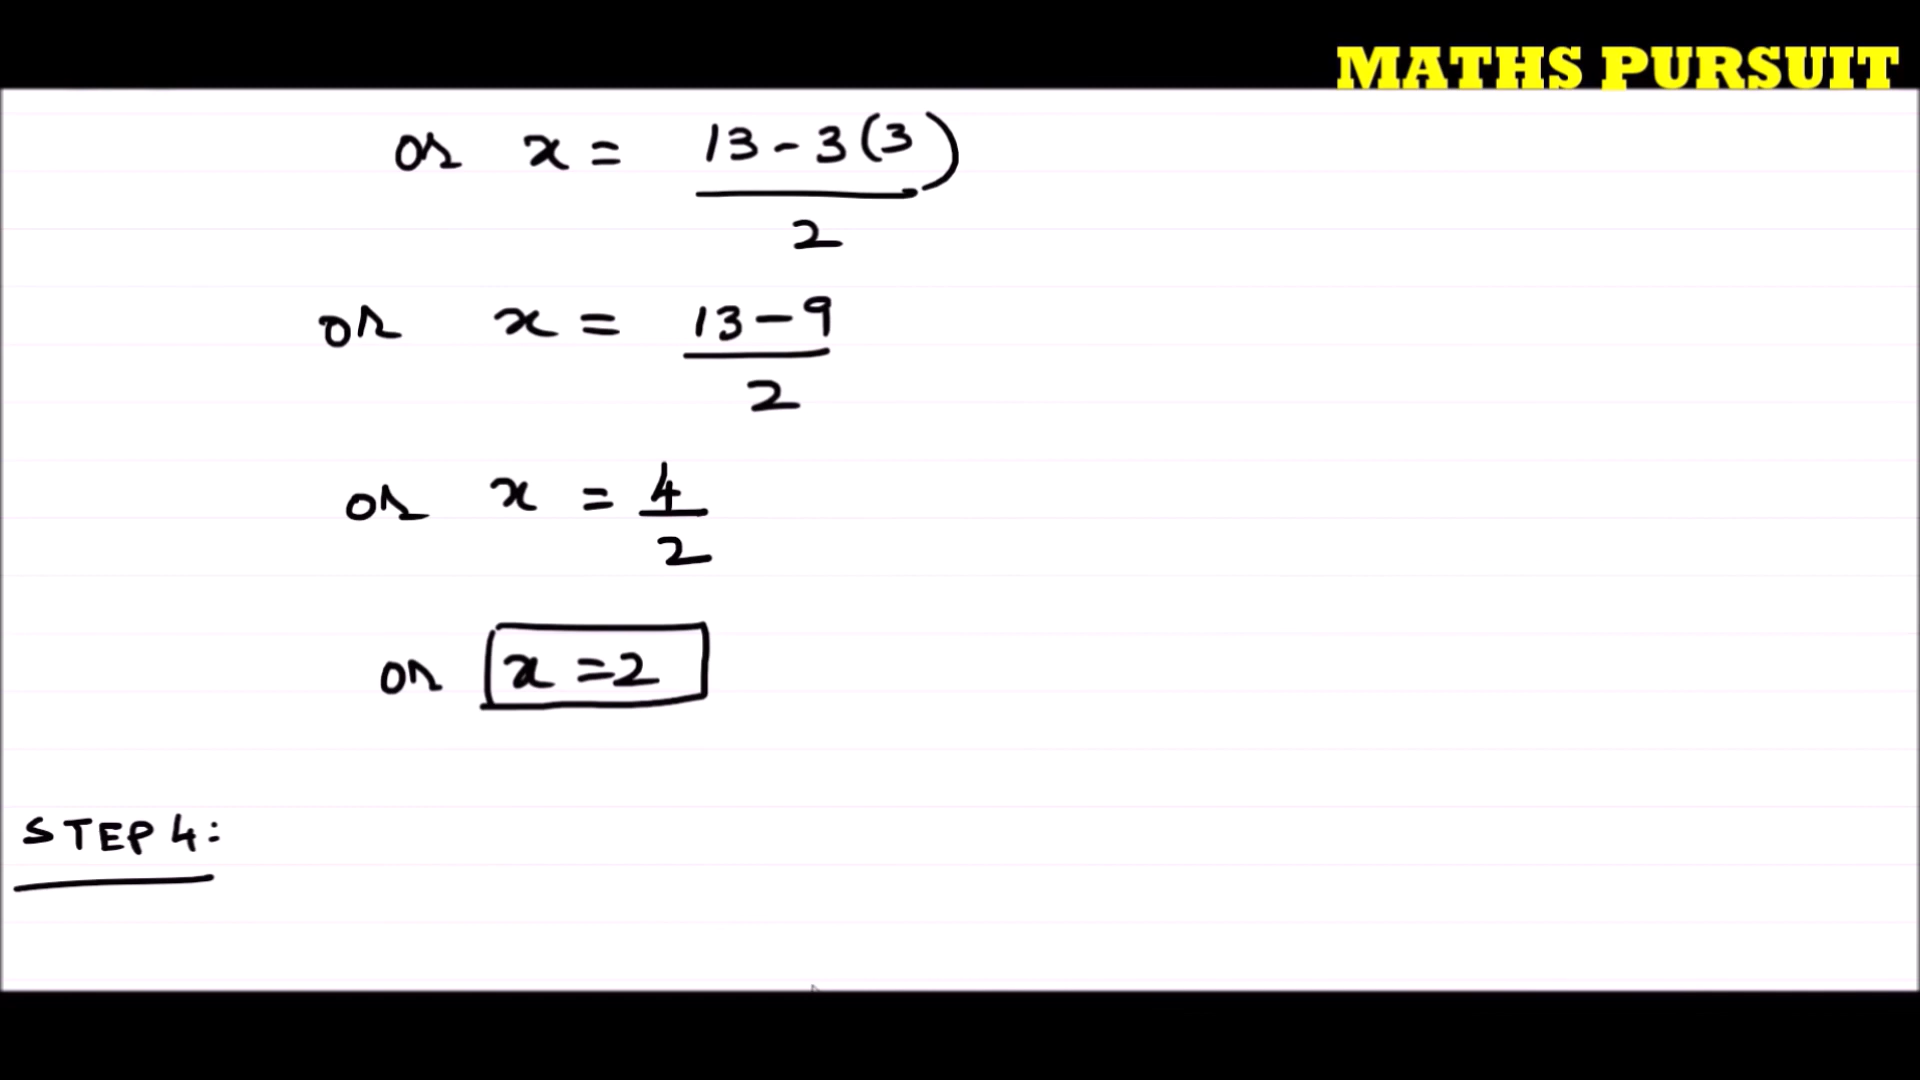 MATHS PURSUIT
or x = 13 - 3(3)
2
or x = 13 - 9
2
or x = 4
2
or x = 2
STEP 4: